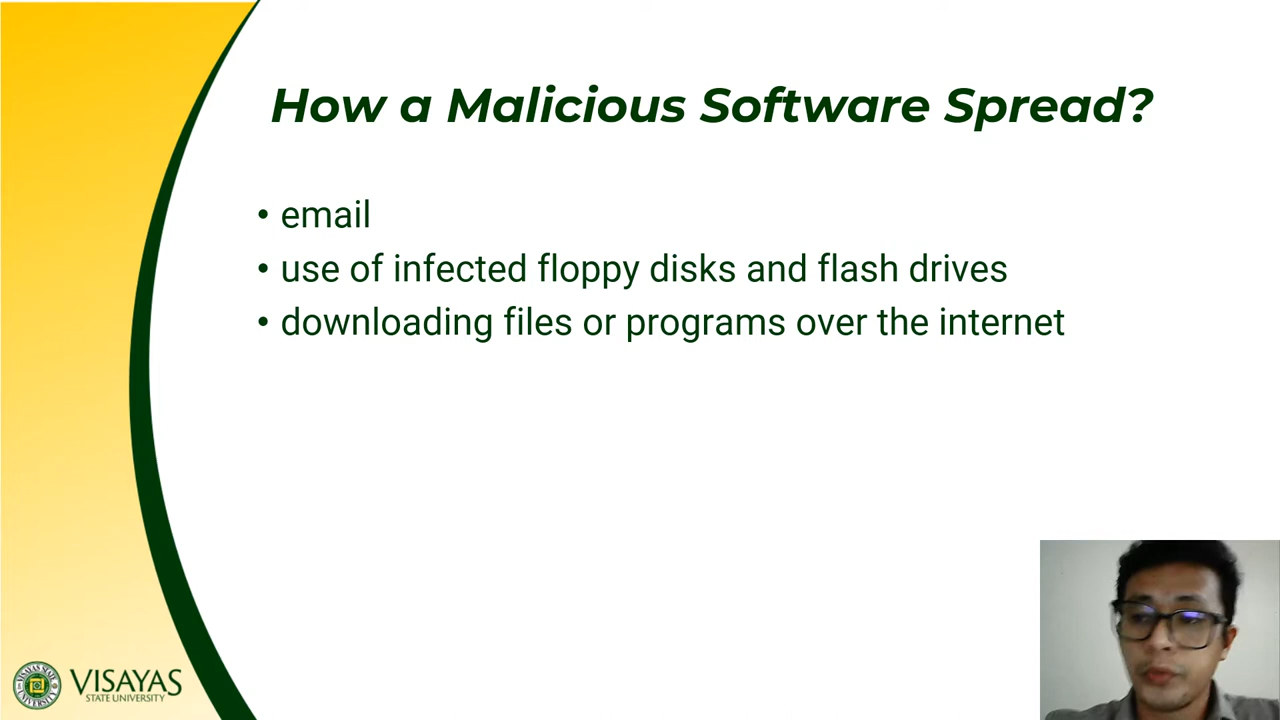 How a Malicious Software Spread?
• email
• use of infected floppy disks and flash drives
• downloading files or programs over the internet
VISAYAS
STATE UNIVERSITY